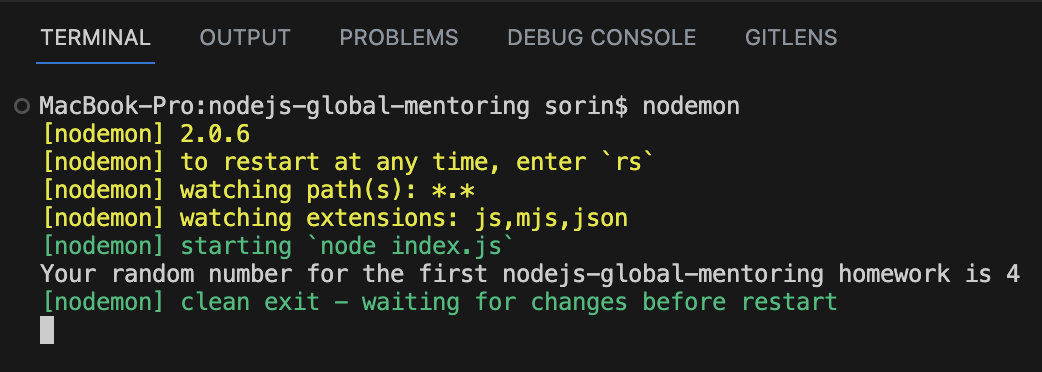 TERMINAL OUTPUT PROBLEMS DEBUG CONSOLE GITLENS
MacBook-Pro:nodejs-global-mentoring sorin$ nodemon
[nodemon] 2.0.6
[nodemon] to restart at any time, enter `rs`
[nodemon] watching path(s): *.*
[nodemon] watching extensions: js,mjs,json
[nodemon] starting `node index.js`
Your random number for the first nodejs-global-mentoring homework is 4
[nodemon] clean exit - waiting for changes before restart